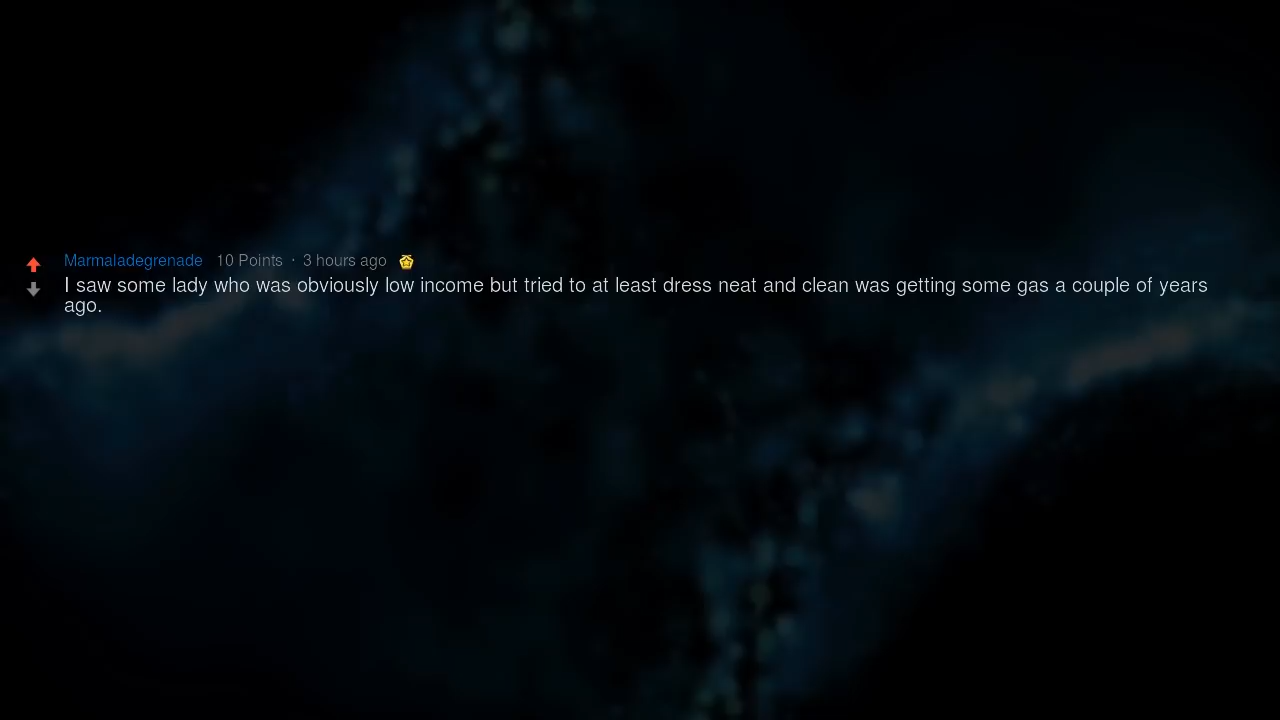 Marmaladegrenade 10 Points · 3 hours ago
I saw some lady who was obviously low income but tried to at least dress neat and clean was getting some gas a couple of years
ago.